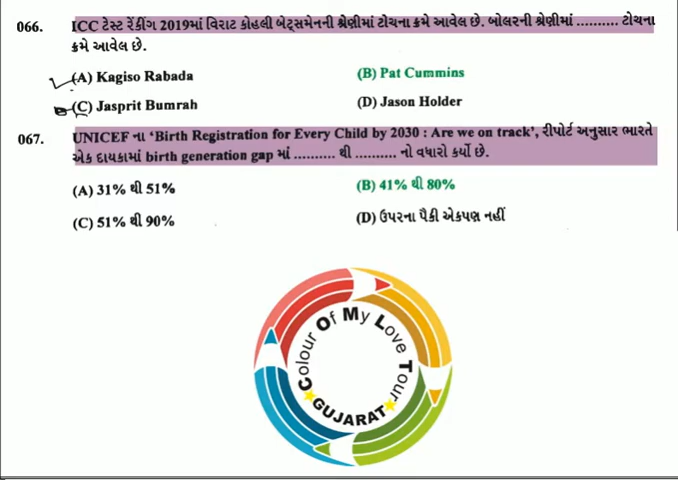 066. ICC ટેસ્ટ રેંકીંગ 2019માં વિરાટ કોહલી બેટ્સમેનની શ્રેણીમાં ટોચના ક્રમે આવેલ છે. બોલરની શ્રેણીમાં .......... ટોચના
ક્રમે આવેલ છે.
(A) Kagiso Rabada (B) Pat Cummins
(C) Jasprit Bumrah (D) Jason Holder
067. UNICEF ના ‘Birth Registration for Every Child by 2030 : Are we on track’, રીપોર્ટ અનુસાર ભારતે
એક દાયકામાં birth generation gap માં .......... થી .......... નો વધારો કર્યો છે.
(A) 31% થી 51% (B) 41% થી 80%
(C) 51% થી 90% (D) ઉપરના પૈકી એકપણ નહીં
Colour Of My Love Tour
GUJARAT